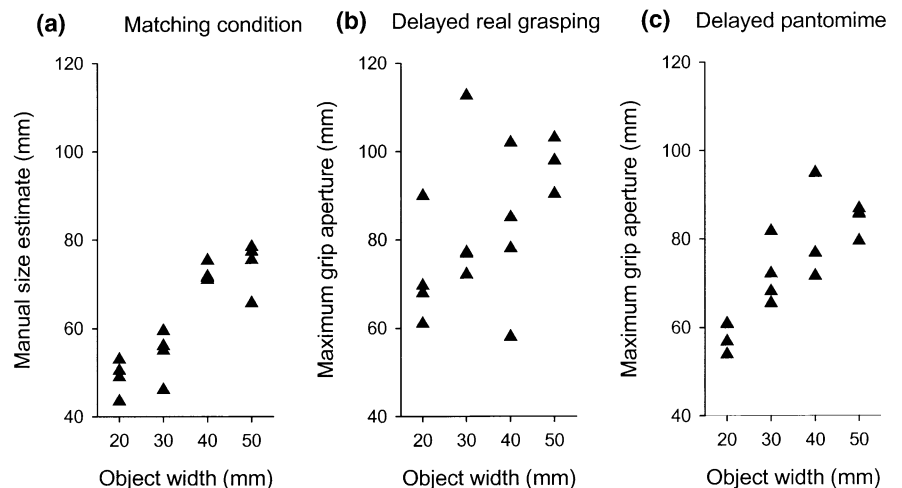 (a) Matching condition
Manual size estimate (mm)
120
100
80
60
40
20 30 40 50
Object width (mm)
(b) Delayed real grasping
Maximum grip aperture (mm)
120
100
80
60
40
20 30 40 50
Object width (mm)
(c) Delayed pantomime
Maximum grip aperture (mm)
120
100
80
60
40
20 30 40 50
Object width (mm)